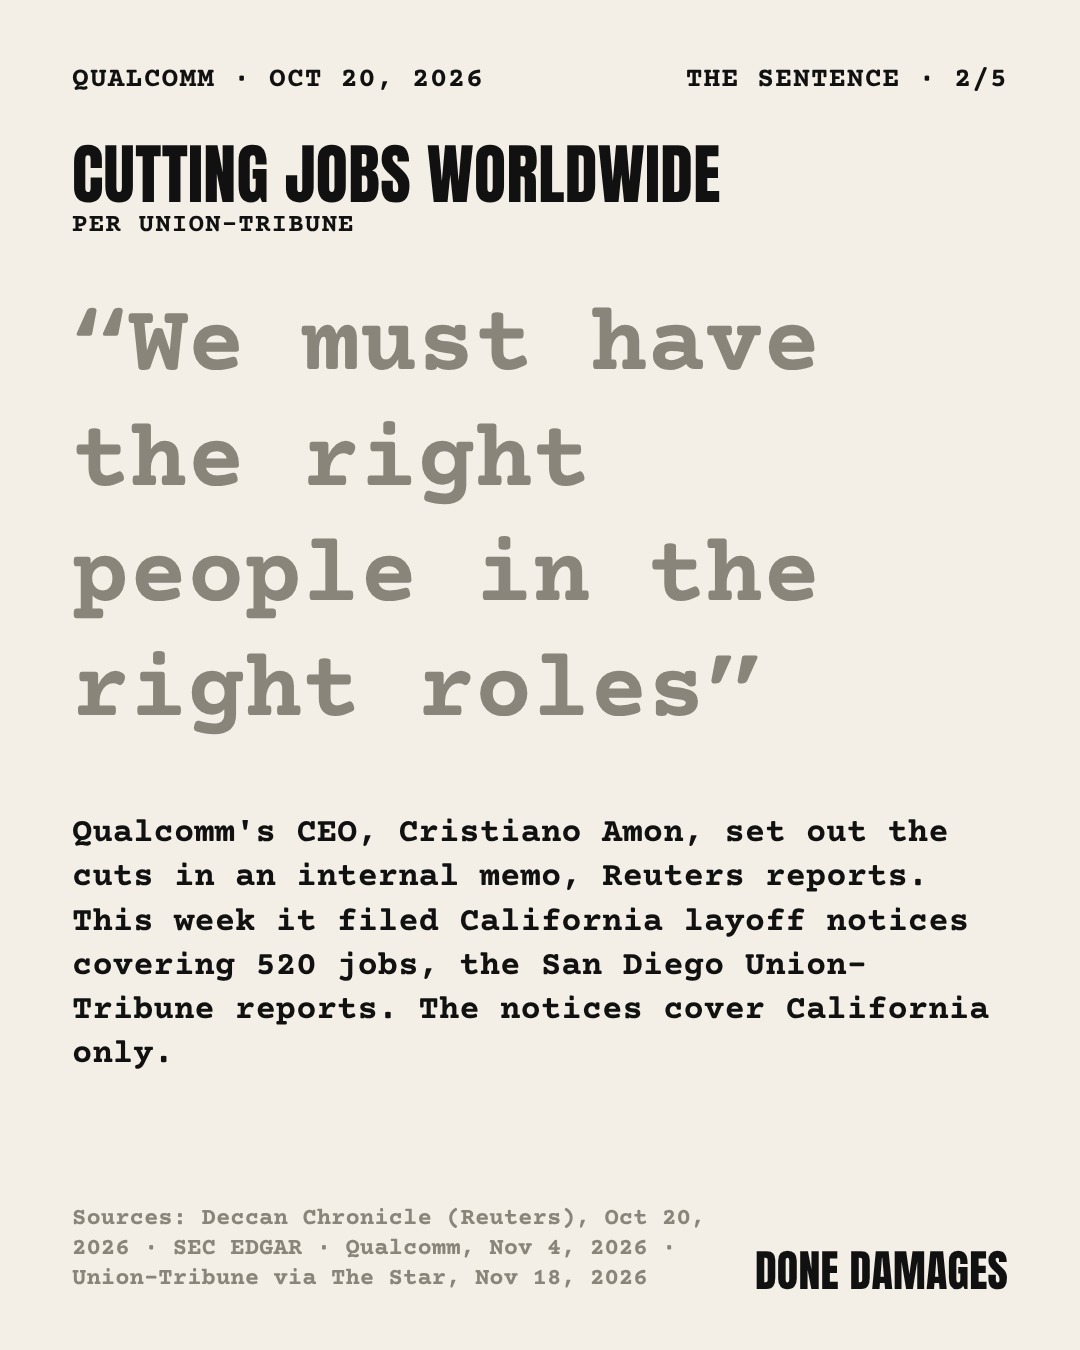 QUALCOMM · OCT 20, 2026
THE SENTENCE · 2/5
CUTTING JOBS WORLDWIDE
PER UNION-TRIBUNE
“We must have
the right
people in the
right roles”
Qualcomm's CEO, Cristiano Amon, set out the
cuts in an internal memo, Reuters reports.
This week it filed California layoff notices
covering 520 jobs, the San Diego Union-
Tribune reports. The notices cover California
only.
Sources: Deccan Chronicle (Reuters), Oct 20,
2026 · SEC EDGAR · Qualcomm, Nov 4, 2026 ·
Union-Tribune via The Star, Nov 18, 2026
DONE DAMAGES